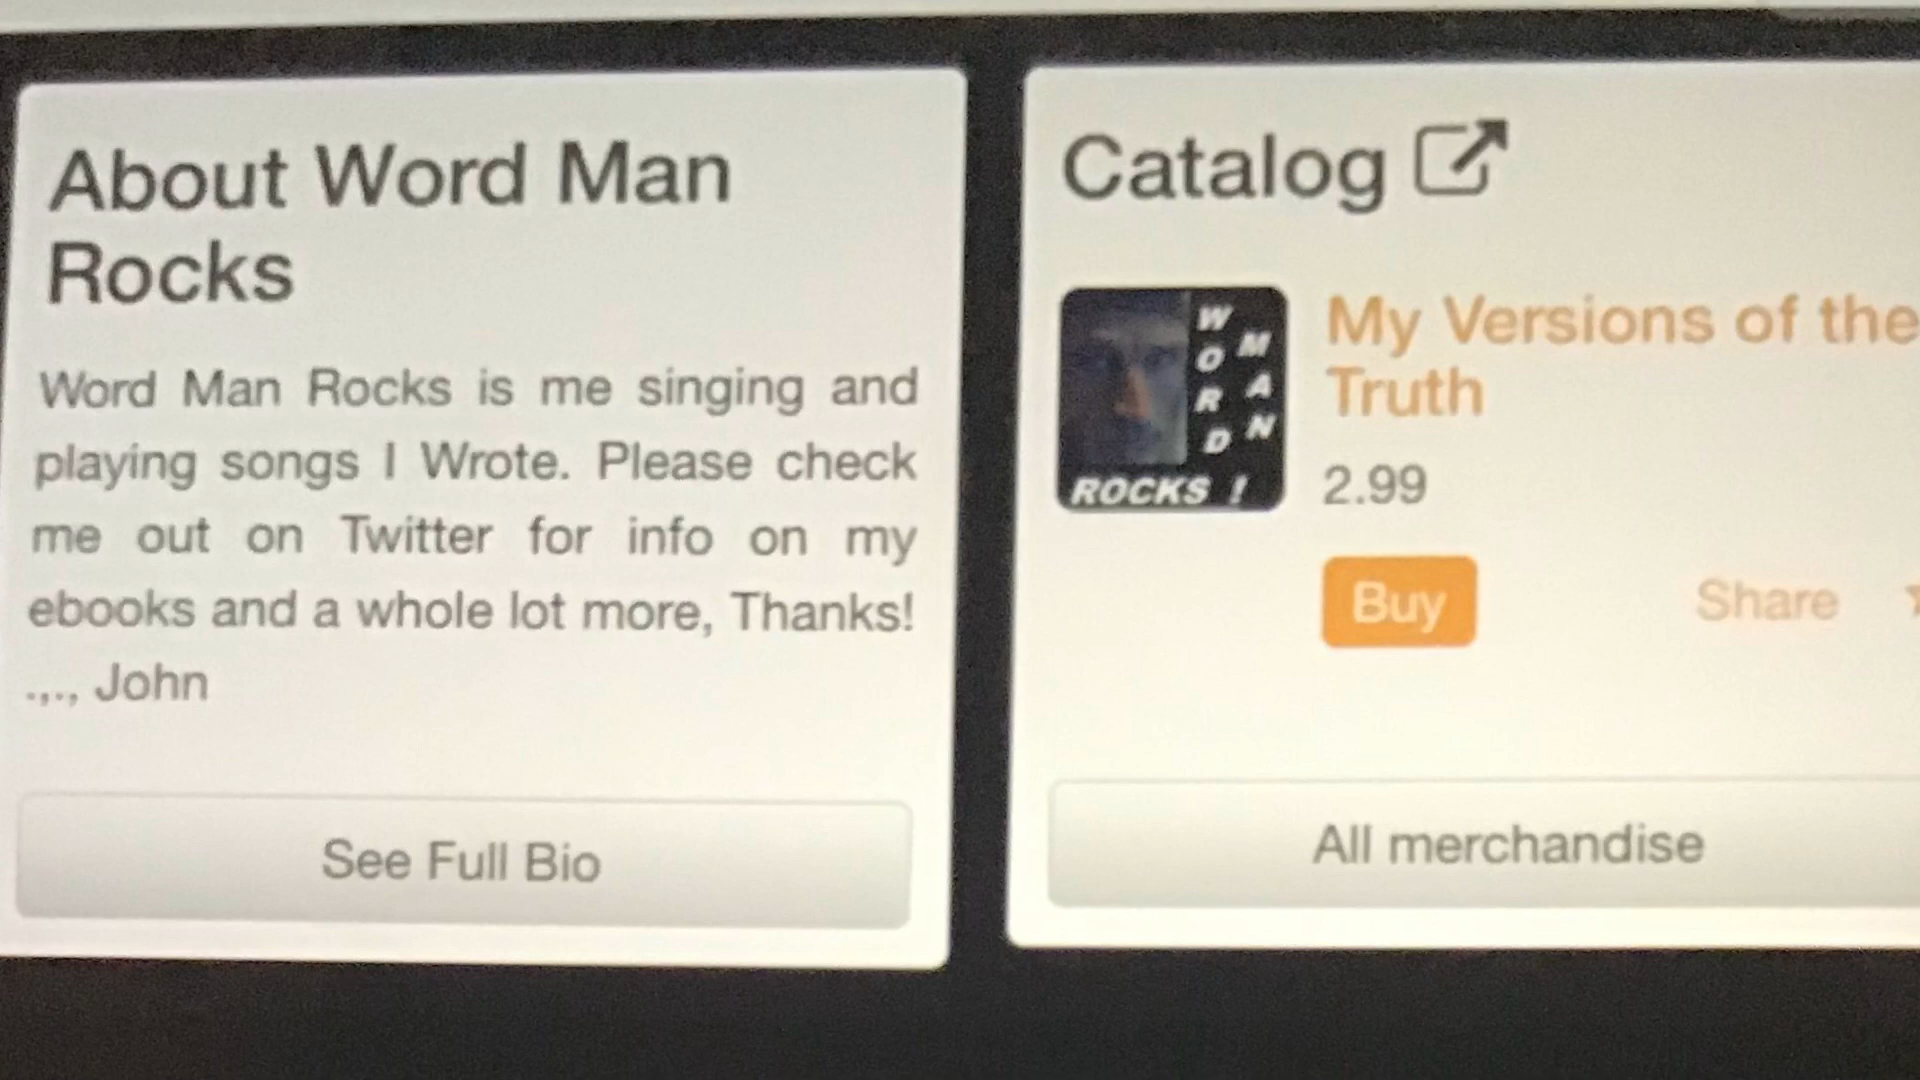 About Word Man
Rocks
Word Man Rocks is me singing and
playing songs I Wrote. Please check
me out on Twitter for info on my
ebooks and a whole lot more, Thanks!
.,., John
See Full Bio
Catalog
WORD
MAN
ROCKS !
My Versions of the
Truth
2.99
Buy
Share
All merchandise